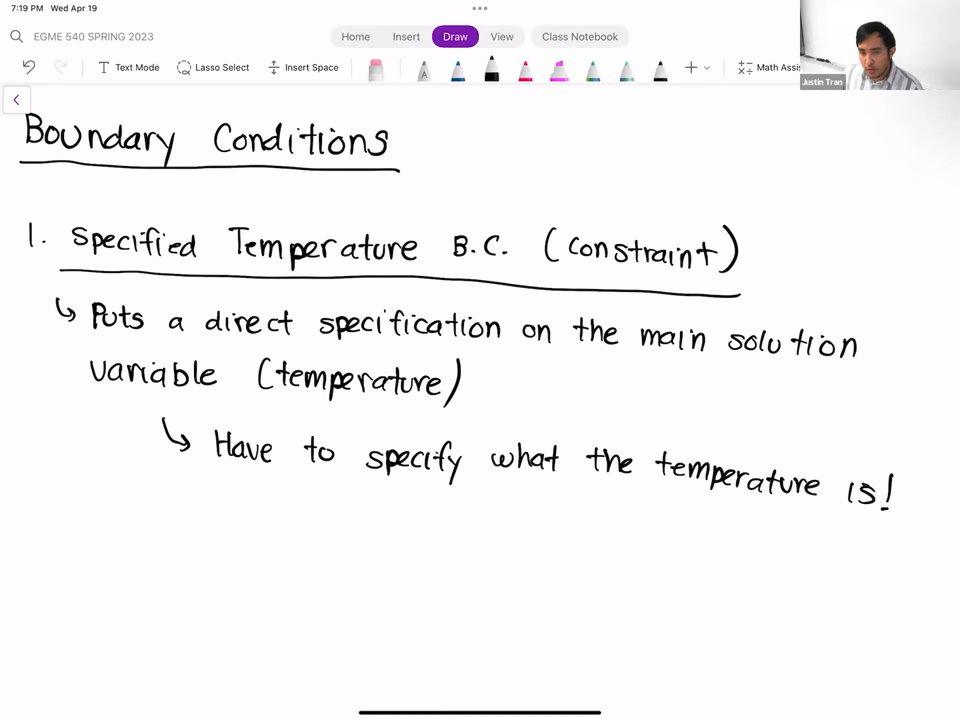 7:19 PM Wed Apr 19
EGME 540 SPRING 2023
Home Insert Draw View Class Notebook
Text Mode Lasso Select Insert Space Math Assis
Justin Tran
Boundary Conditions
1. Specified Temperature B.C. (constraint)
↳ Puts a direct specification on the main solution
variable (temperature)
↳ Have to specify what the temperature is!